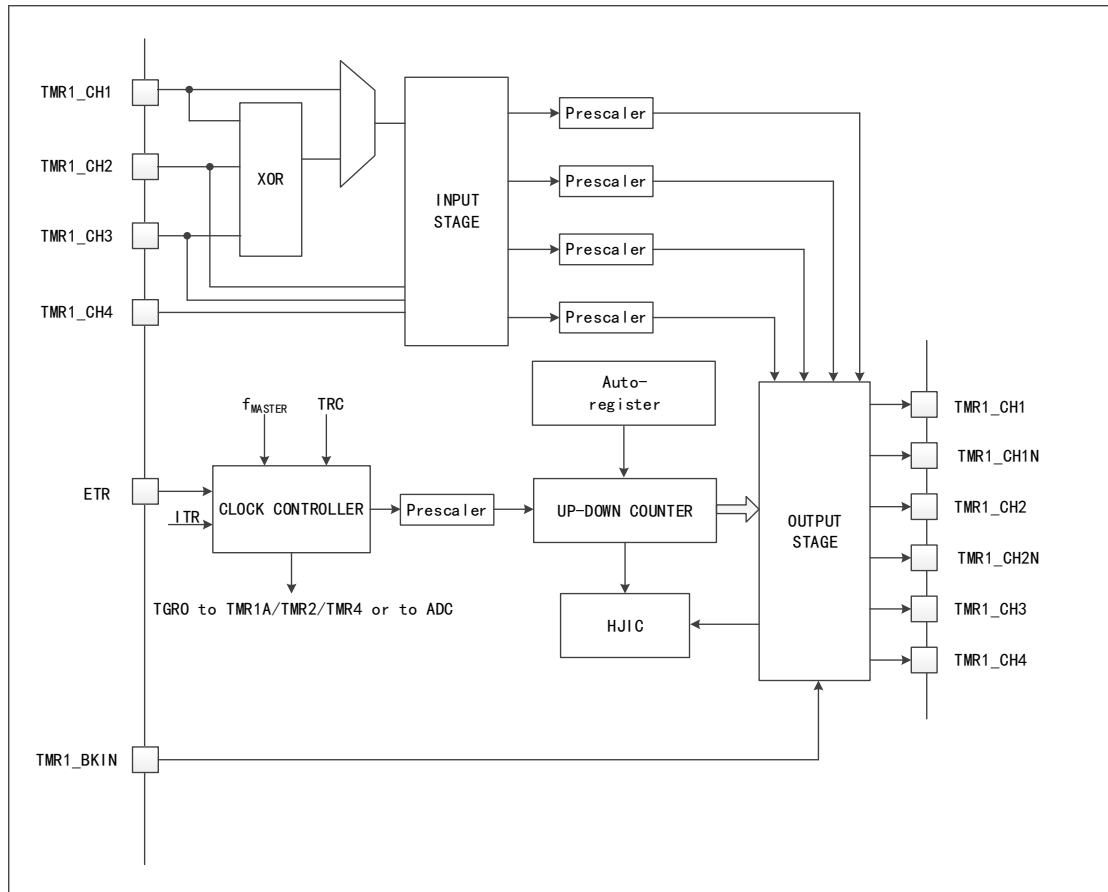 TMR1_CH1
TMR1_CH2
TMR1_CH3
TMR1_CH4
XOR
INPUT
STAGE
Prescaler
Prescaler
Prescaler
Prescaler
Auto-
register
fMASTER
TRC
ETR
ITR
CLOCK CONTROLLER
Prescaler
UP-DOWN COUNTER
OUTPUT
STAGE
TGRO to TMR1A/TMR2/TMR4 or to ADC
HJIC
TMR1_CH1
TMR1_CH1N
TMR1_CH2
TMR1_CH2N
TMR1_CH3
TMR1_CH4
TMR1_BKIN